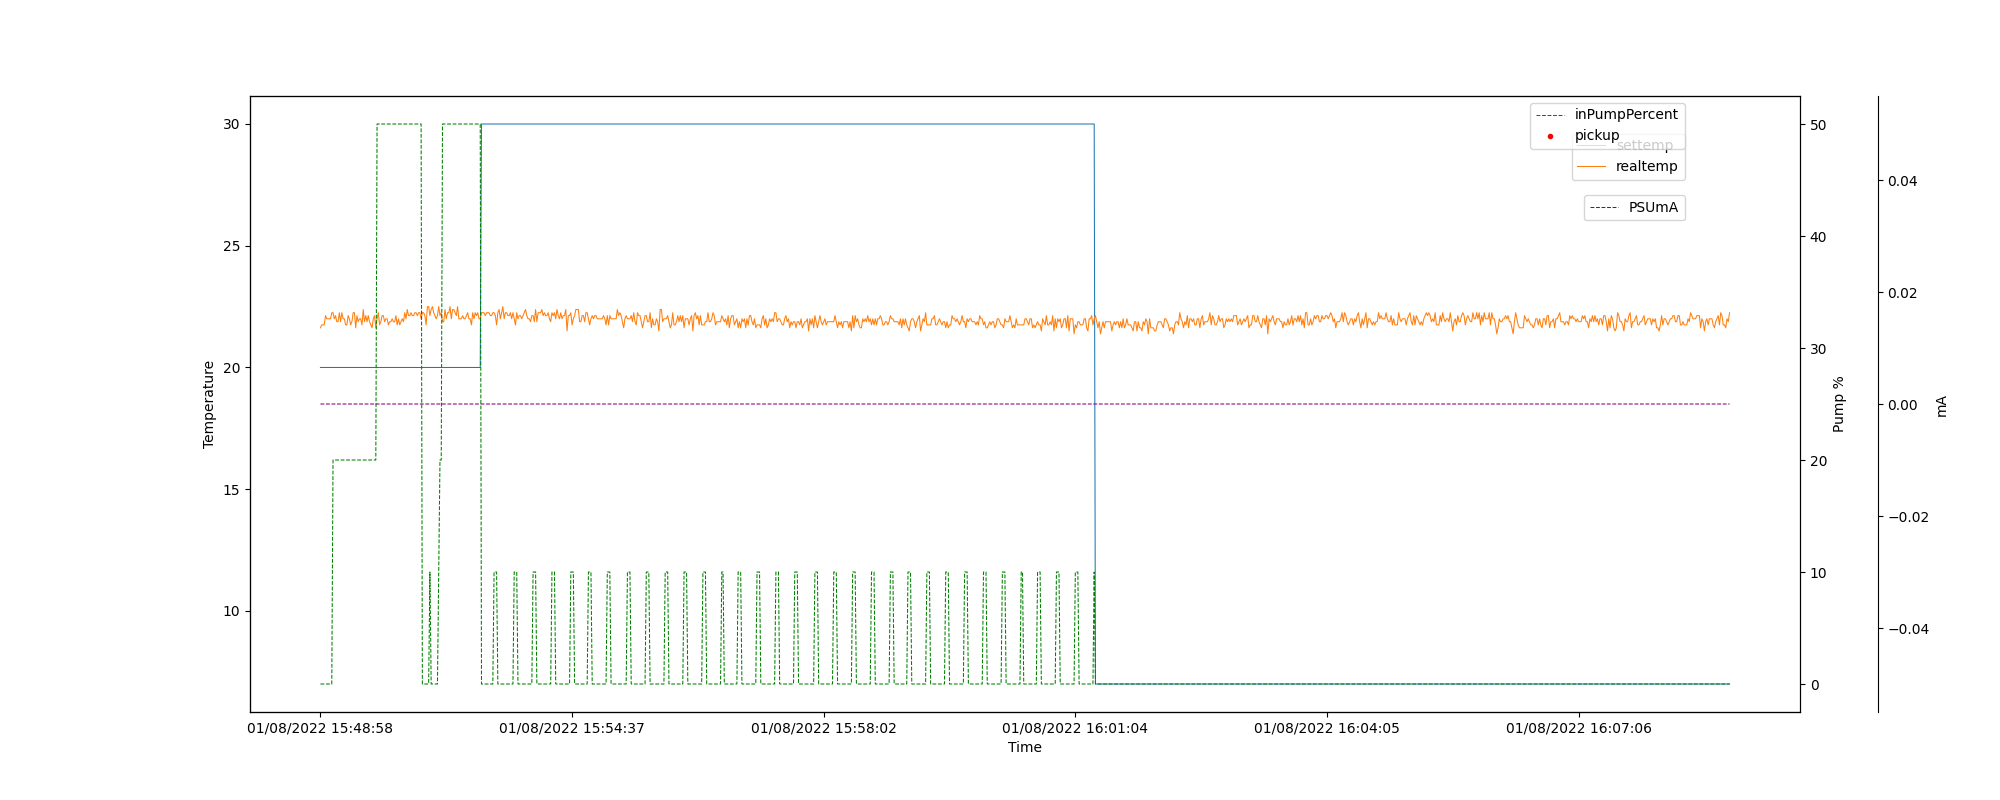 inPumpPercent
pickup
settemp
realtemp
PSUmA
30
25
20
15
10
Temperature
50
40
30
20
10
0
Pump %
0.04
0.02
0.00
−0.02
−0.04
mA
01/08/2022 15:48:58
01/08/2022 15:54:37
01/08/2022 15:58:02
01/08/2022 16:01:04
01/08/2022 16:04:05
01/08/2022 16:07:06
Time